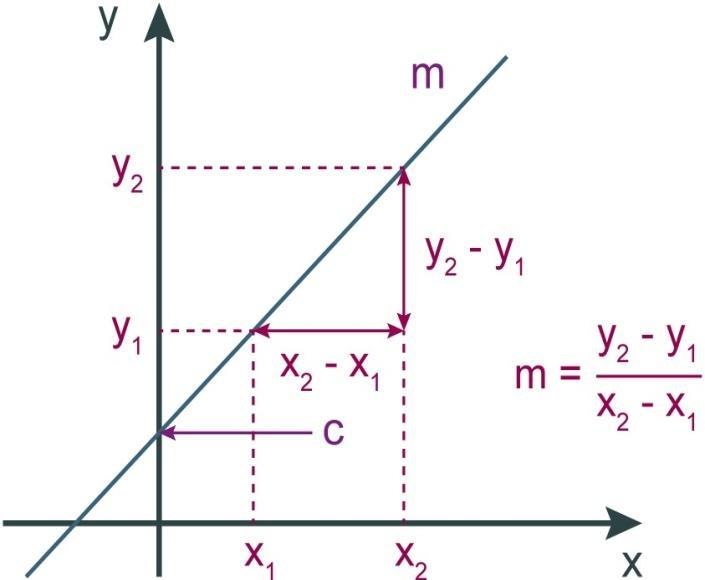 y
m
y₂
y₂ - y₁
y₁
x₂ - x₁
m = (y₂ - y₁)/(x₂ - x₁)
c
x₁
x₂
x